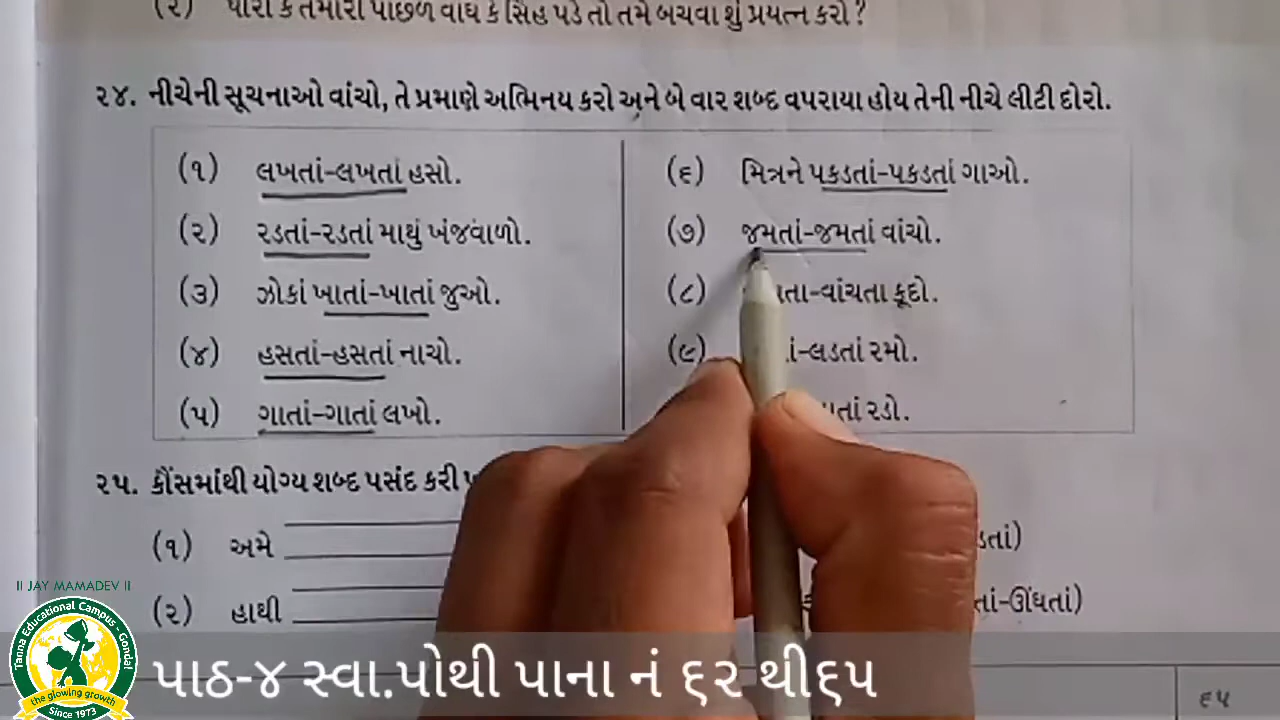 (૨) પારા કે તમારી પાછળ વાઘ કે સિંહ પડે તો તમે બચવા શું પ્રયત્ન કરો ?
૨૪. નીચેની સૂચનાઓ વાંચો, તે પ્રમાણે અભિનય કરો અને બે વાર શબ્દ વપરાયા હોય તેની નીચે લીટી દોરો.
(૧) લખતાં-લખતાં હસો.
(૨) રડતાં-રડતાં માથું ખંજવાળો.
(૩) ઝોકાં ખાતાં-ખાતાં જુઓ.
(૪) હસતાં-હસતાં નાચો.
(૫) ગાતાં-ગાતાં લખો.
(૬) મિત્રને પકડતાં-પકડતાં ગાઓ.
(૭) જમતાં-જમતાં વાંચો.
(૮) વાંચતા કૂદો.
(૯) લડતાં રમો.
રડો.
૨૫. કૌંસમાંથી યોગ્ય શબ્દ પસંદ કરી
(૧) અમે
(૨) હાથી ઊંઘતાં)
॥ JAY MAMADEV ॥
Tanna Educational Campus - Gondal
the glowing growth
Since 1973
પાઠ-૪ સ્વા.પોથી પાના નં ૬૨ થી૬૫
૬૫